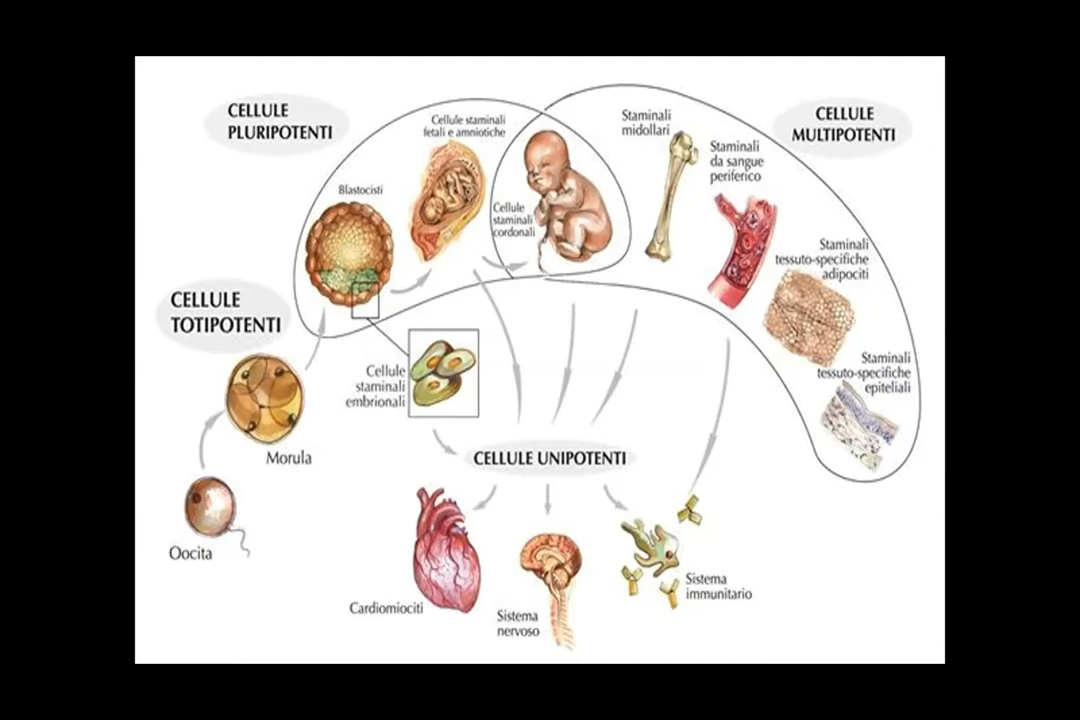 CELLULE
PLURIPOTENTI
Cellule staminali
fetali e amniotiche
Staminali
midollari
CELLULE
MULTIPOTENTI
Staminali
da sangue
periferico
Blastocisti
Cellule
staminali
cordonali
Staminali
tessuto-specifiche
adipociti
CELLULE
TOTIPOTENTI
Cellule
staminali
embrionali
Staminali
tessuto-specifiche
epiteliali
Morula
CELLULE UNIPOTENTI
Oocita
Cardiomiociti
Sistema
nervoso
Sistema
immunitario